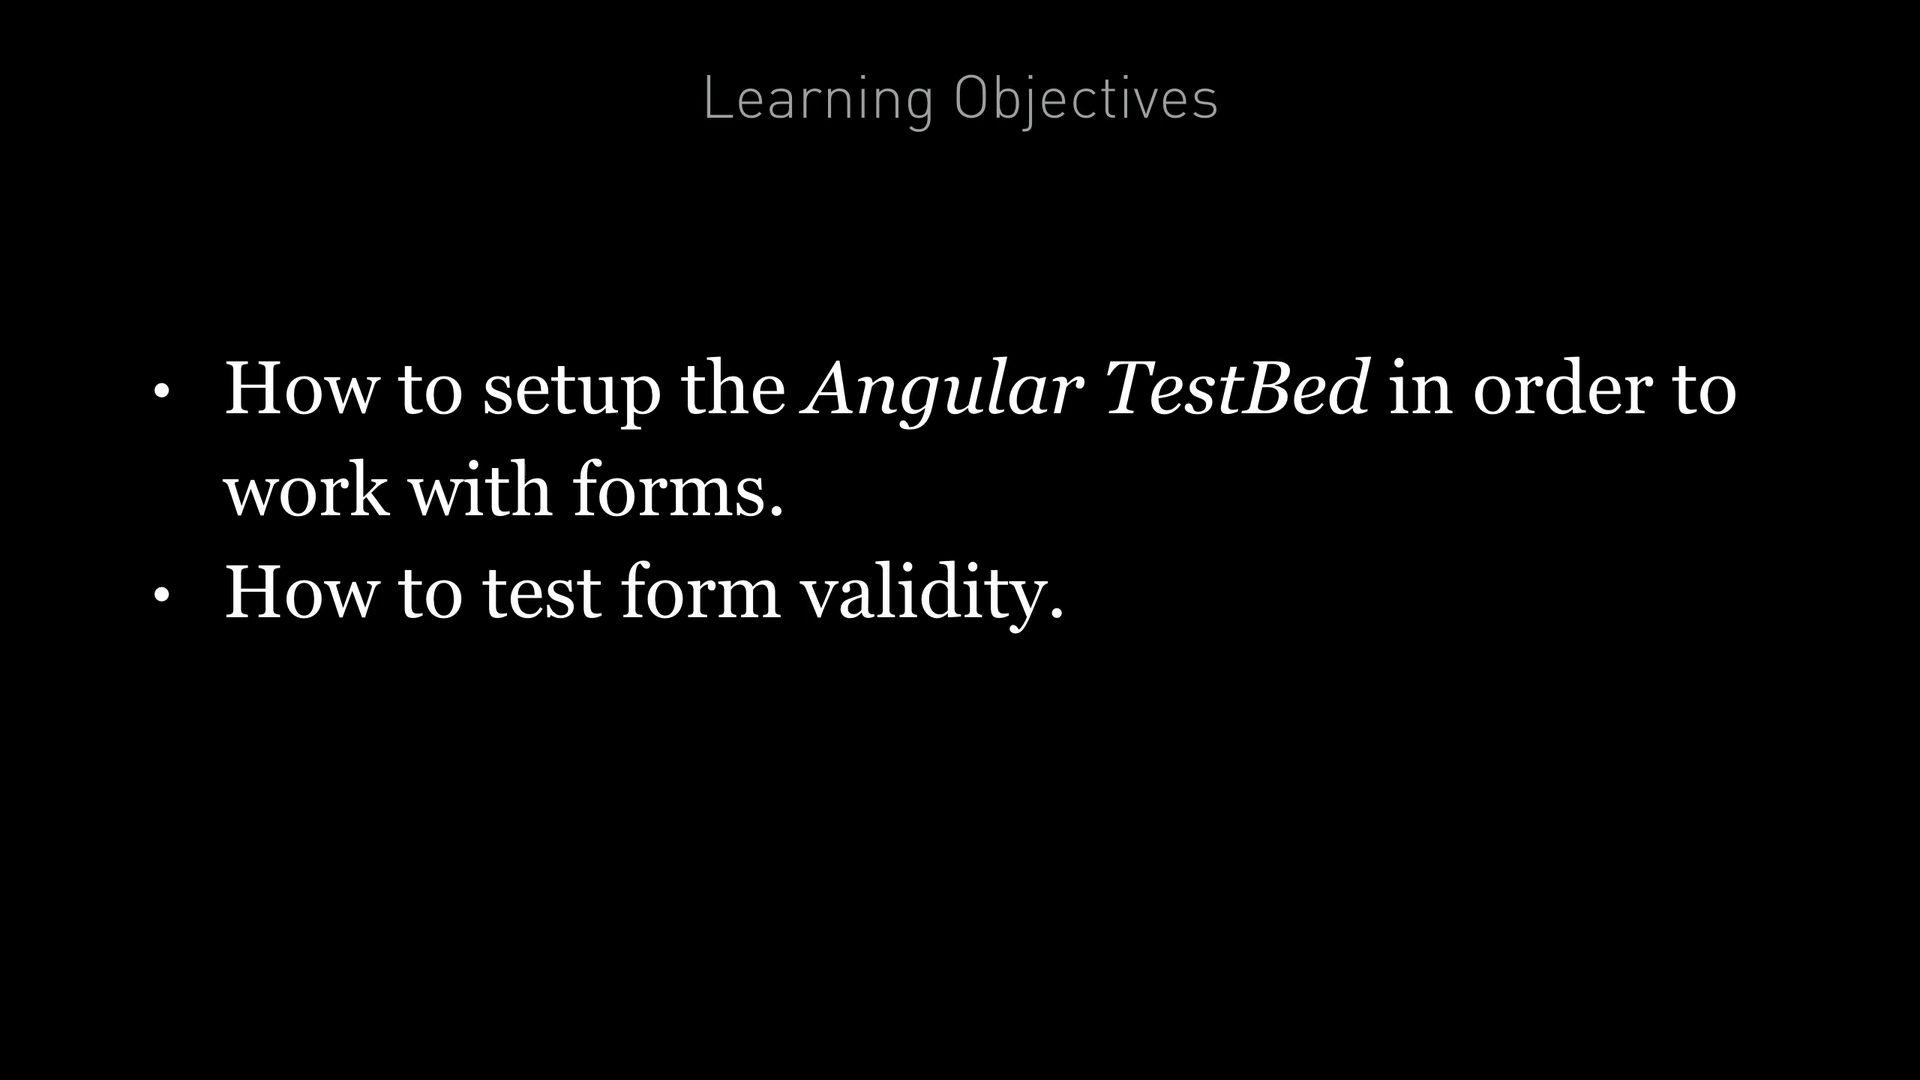 Learning Objectives
• How to setup the Angular TestBed in order to
work with forms.
• How to test form validity.